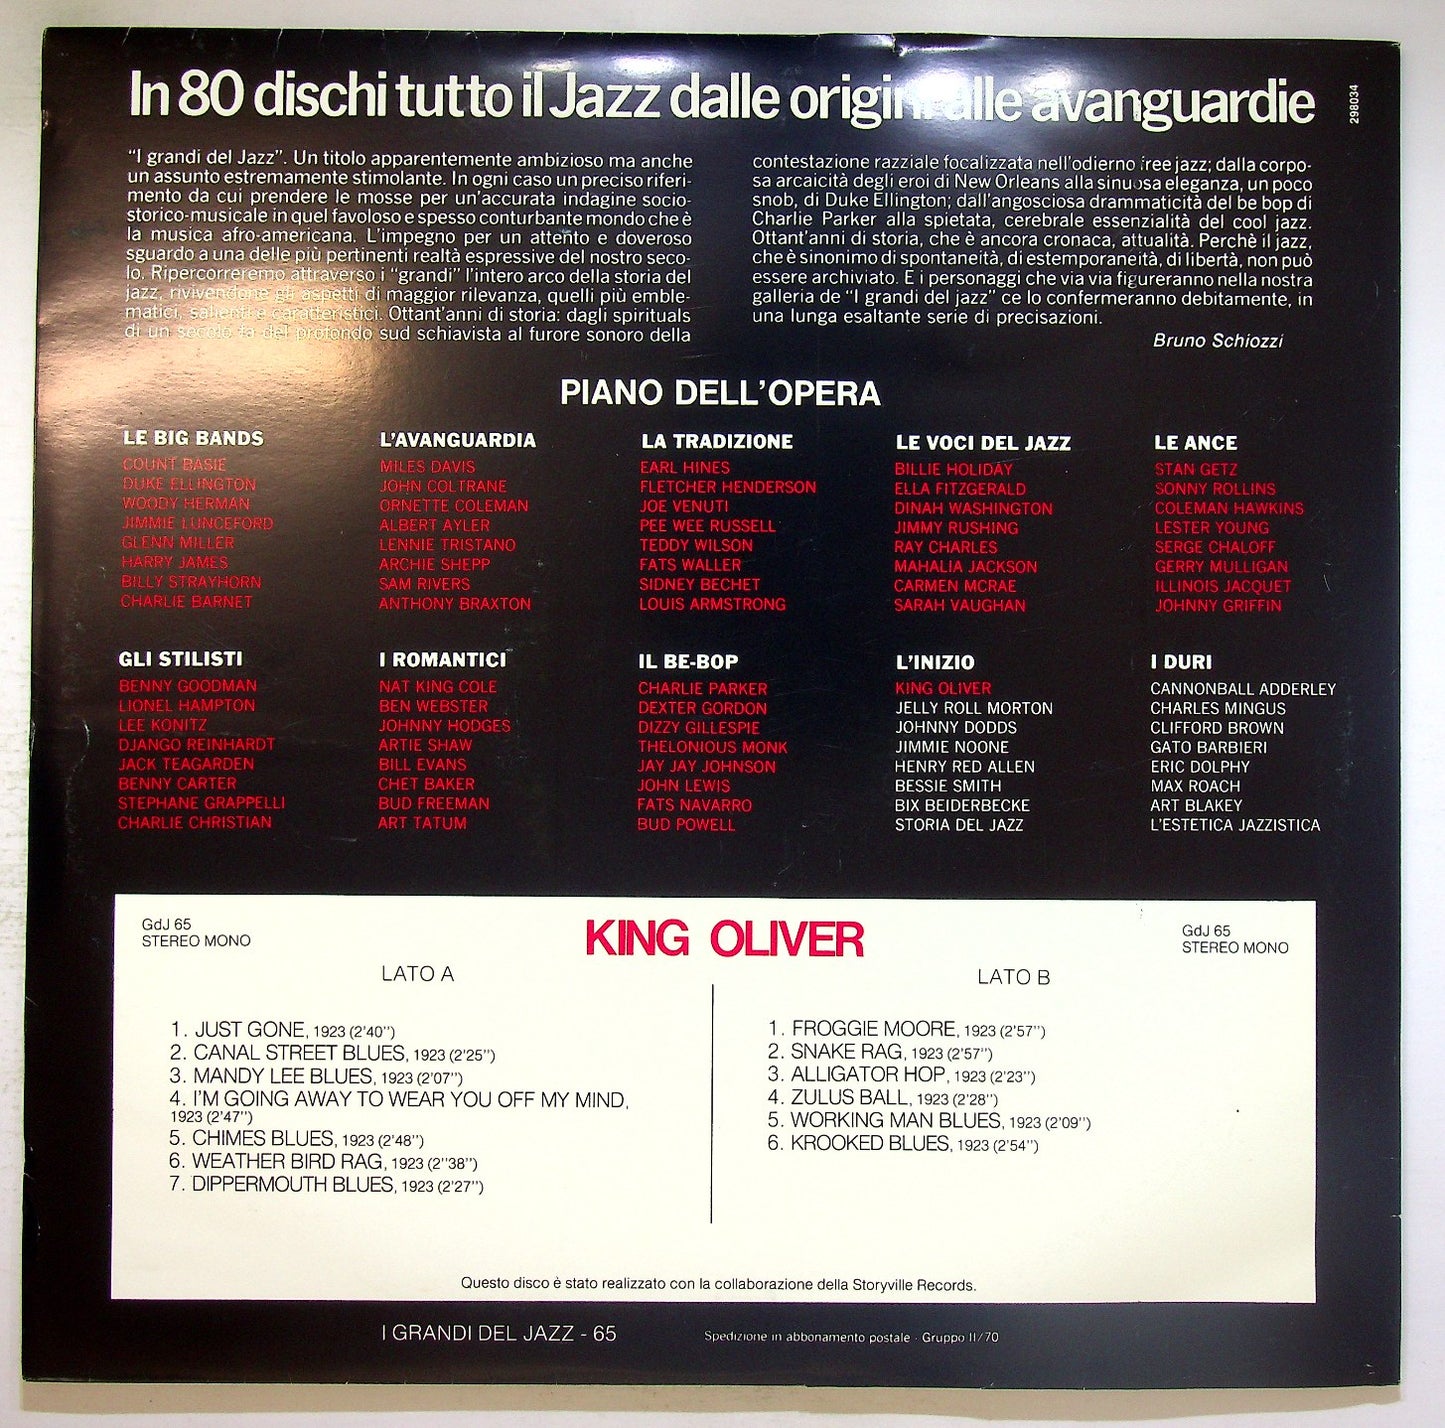 In 80 dischi tutto il Jazz dalle origini alle avanguardie
298034
“I grandi del Jazz”. Un titolo apparentemente ambizioso ma anche
un assunto estremamente stimolante. In ogni caso un preciso riferi-
mento da cui prendere le mosse per un’accurata indagine socio-
storico-musicale in quel favoloso e spesso conturbante mondo che è
la musica afro-americana. L’impegno per un attento e doveroso
sguardo a una delle più pertinenti realtà espressive del nostro seco-
lo. Ripercorreremo attraverso i “grandi” l’intero arco della storia del
jazz, rivivendone gli aspetti di maggior rilevanza, quelli più emble-
matici, salienti e caratteristici. Ottant’anni di storia: dagli spirituals
di un secolo fa del profondo sud schiavista al furore sonoro della
contestazione razziale focalizzata nell’odierno free jazz; dalla corpo-
sa arcaicità degli eroi di New Orleans alla sinuosa eleganza, un poco
snob, di Duke Ellington; dall’angosciosa drammaticità del be bop di
Charlie Parker alla spietata, cerebrale essenzialità del cool jazz.
Ottant’anni di storia, che è ancora cronaca, attualità. Perchè il jazz,
che è sinonimo di spontaneità, di estemporaneità, di libertà, non può
essere archiviato. E i personaggi che via via figureranno nella nostra
galleria de “I grandi del jazz” ce lo confermeranno debitamente, in
una lunga esaltante serie di precisazioni.
Bruno Schiozzi
PIANO DELL’OPERA
LE BIG BANDS
COUNT BASIE
DUKE ELLINGTON
WOODY HERMAN
JIMMIE LUNCEFORD
GLENN MILLER
HARRY JAMES
BILLY STRAYHORN
CHARLIE BARNET
L’AVANGUARDIA
MILES DAVIS
JOHN COLTRANE
ORNETTE COLEMAN
ALBERT AYLER
LENNIE TRISTANO
ARCHIE SHEPP
SAM RIVERS
ANTHONY BRAXTON
LA TRADIZIONE
EARL HINES
FLETCHER HENDERSON
JOE VENUTI
PEE WEE RUSSELL
TEDDY WILSON
FATS WALLER
SIDNEY BECHET
LOUIS ARMSTRONG
LE VOCI DEL JAZZ
BILLIE HOLIDAY
ELLA FITZGERALD
DINAH WASHINGTON
JIMMY RUSHING
RAY CHARLES
MAHALIA JACKSON
CARMEN MCRAE
SARAH VAUGHAN
LE ANCE
STAN GETZ
SONNY ROLLINS
COLEMAN HAWKINS
LESTER YOUNG
SERGE CHALOFF
GERRY MULLIGAN
ILLINOIS JACQUET
JOHNNY GRIFFIN
GLI STILISTI
BENNY GOODMAN
LIONEL HAMPTON
LEE KONITZ
DJANGO REINHARDT
JACK TEAGARDEN
BENNY CARTER
STEPHANE GRAPPELLI
CHARLIE CHRISTIAN
I ROMANTICI
NAT KING COLE
BEN WEBSTER
JOHNNY HODGES
ARTIE SHAW
BILL EVANS
CHET BAKER
BUD FREEMAN
ART TATUM
IL BE-BOP
CHARLIE PARKER
DEXTER GORDON
DIZZY GILLESPIE
THELONIOUS MONK
JAY JAY JOHNSON
JOHN LEWIS
FATS NAVARRO
BUD POWELL
L’INIZIO
KING OLIVER
JELLY ROLL MORTON
JOHNNY DODDS
JIMMIE NOONE
HENRY RED ALLEN
BESSIE SMITH
BIX BEIDERBECKE
STORIA DEL JAZZ
I DURI
CANNONBALL ADDERLEY
CHARLES MINGUS
CLIFFORD BROWN
GATO BARBIERI
ERIC DOLPHY
MAX ROACH
ART BLAKEY
L’ESTETICA JAZZISTICA
GdJ 65
STEREO MONO
KING OLIVER
GdJ 65
STEREO MONO
LATO A
1. JUST GONE, 1923 (2’40’’)
2. CANAL STREET BLUES, 1923 (2’25’’)
3. MANDY LEE BLUES, 1923 (2’07’’)
4. I’M GOING AWAY TO WEAR YOU OFF MY MIND,
1923 (2’47’’)
5. CHIMES BLUES, 1923 (2’48’’)
6. WEATHER BIRD RAG, 1923 (2’’38’’)
7. DIPPERMOUTH BLUES, 1923 (2’27’’)
LATO B
1. FROGGIE MOORE, 1923 (2’57’’)
2. SNAKE RAG, 1923 (2’57’’)
3. ALLIGATOR HOP, 1923 (2’23’’)
4. ZULUS BALL, 1923 (2’28’’)
5. WORKING MAN BLUES, 1923 (2’09’’)
6. KROOKED BLUES, 1923 (2’54’’)
Questo disco è stato realizzato con la collaborazione della Storyville Records.
I GRANDI DEL JAZZ - 65
Spedizione in abbonamento postale - Gruppo II/70